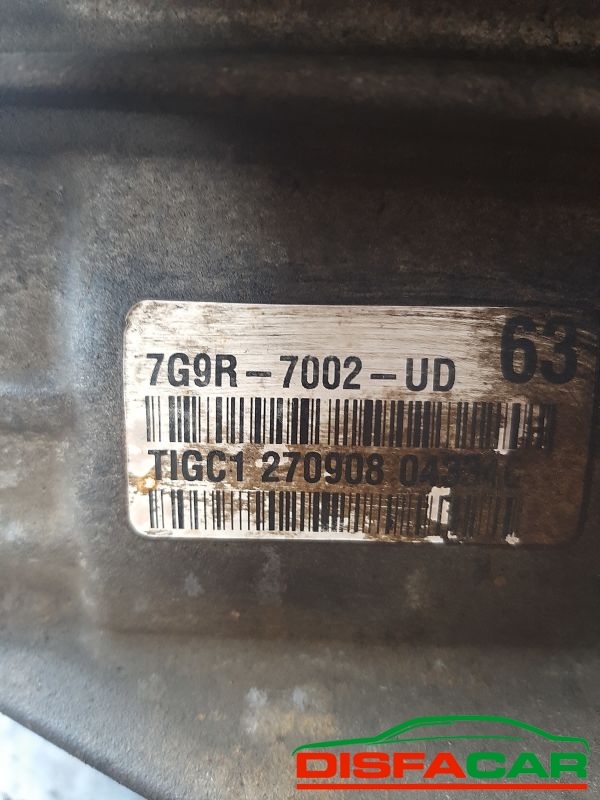 63
7G9R-7002-UD
TIGC1 270908
DISFACAR